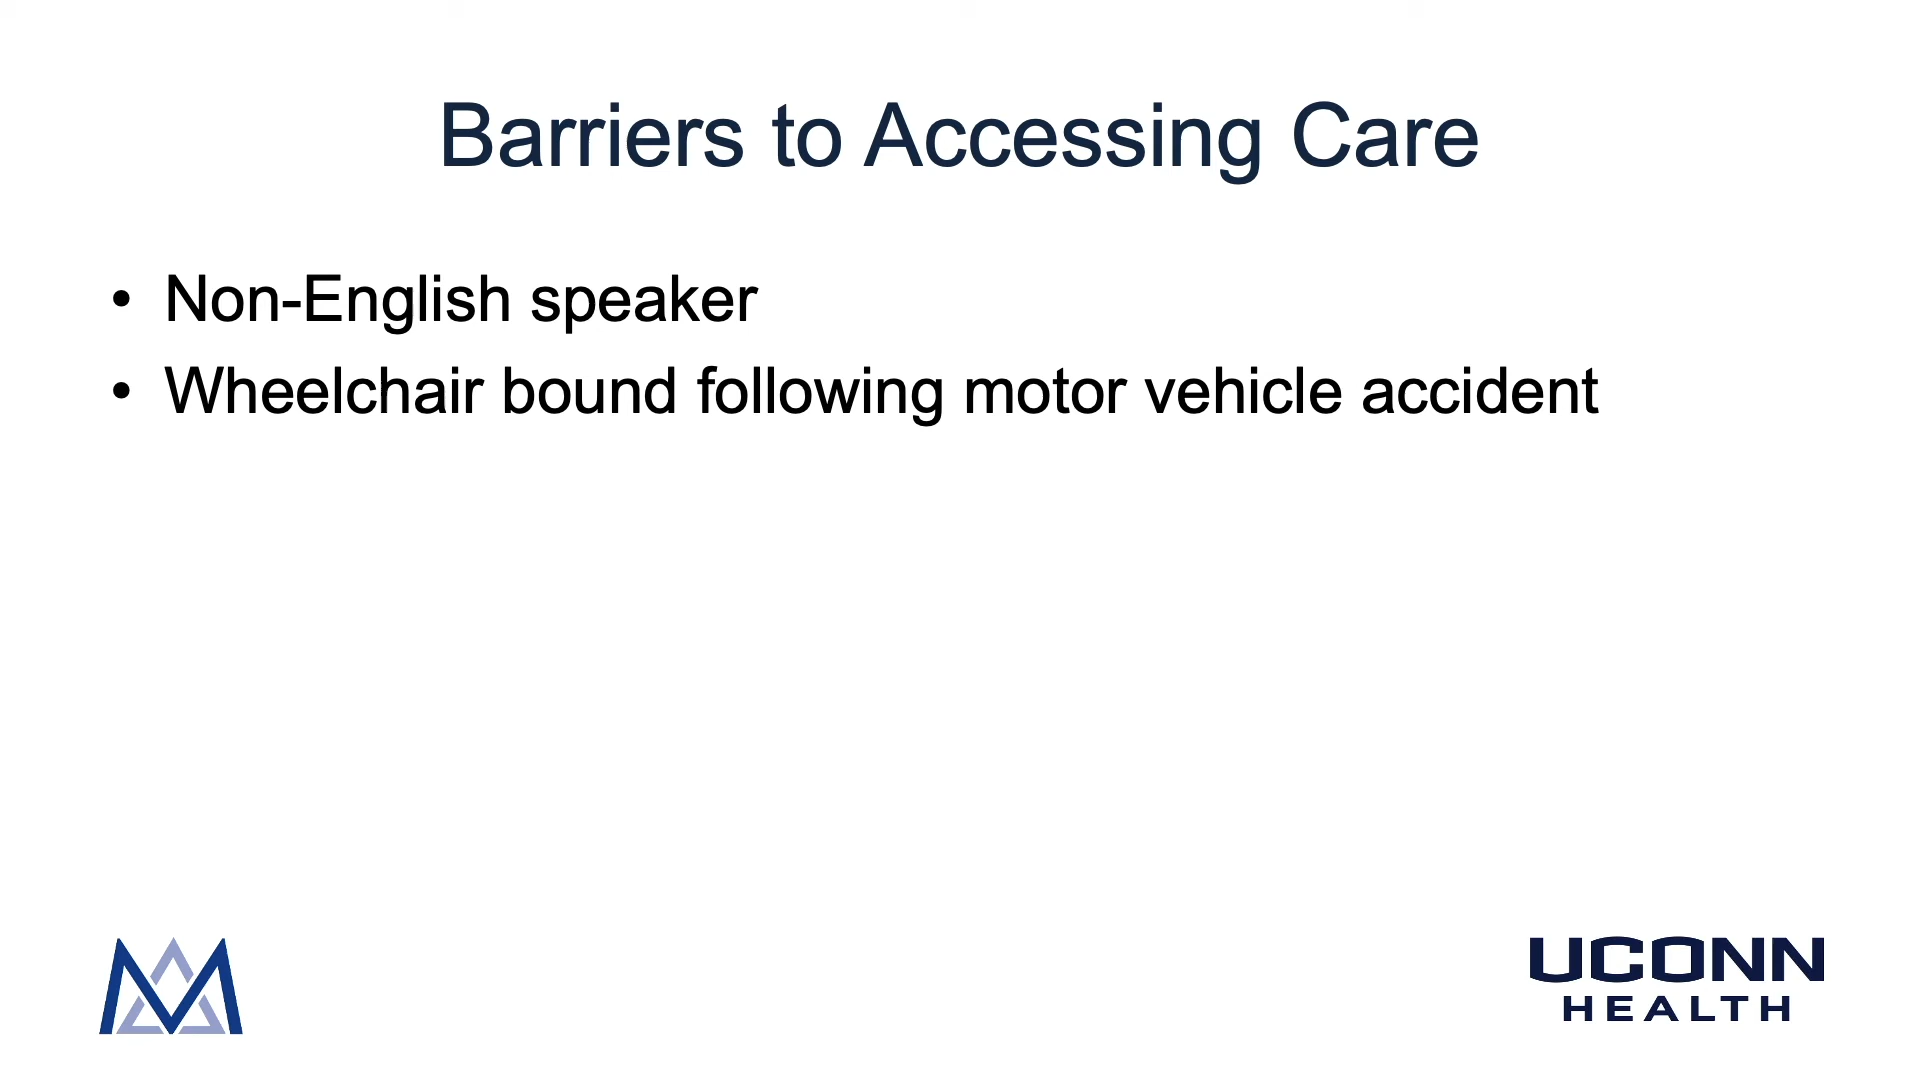 Barriers to Accessing Care
• Non-English speaker
• Wheelchair bound following motor vehicle accident
UCONN
HEALTH